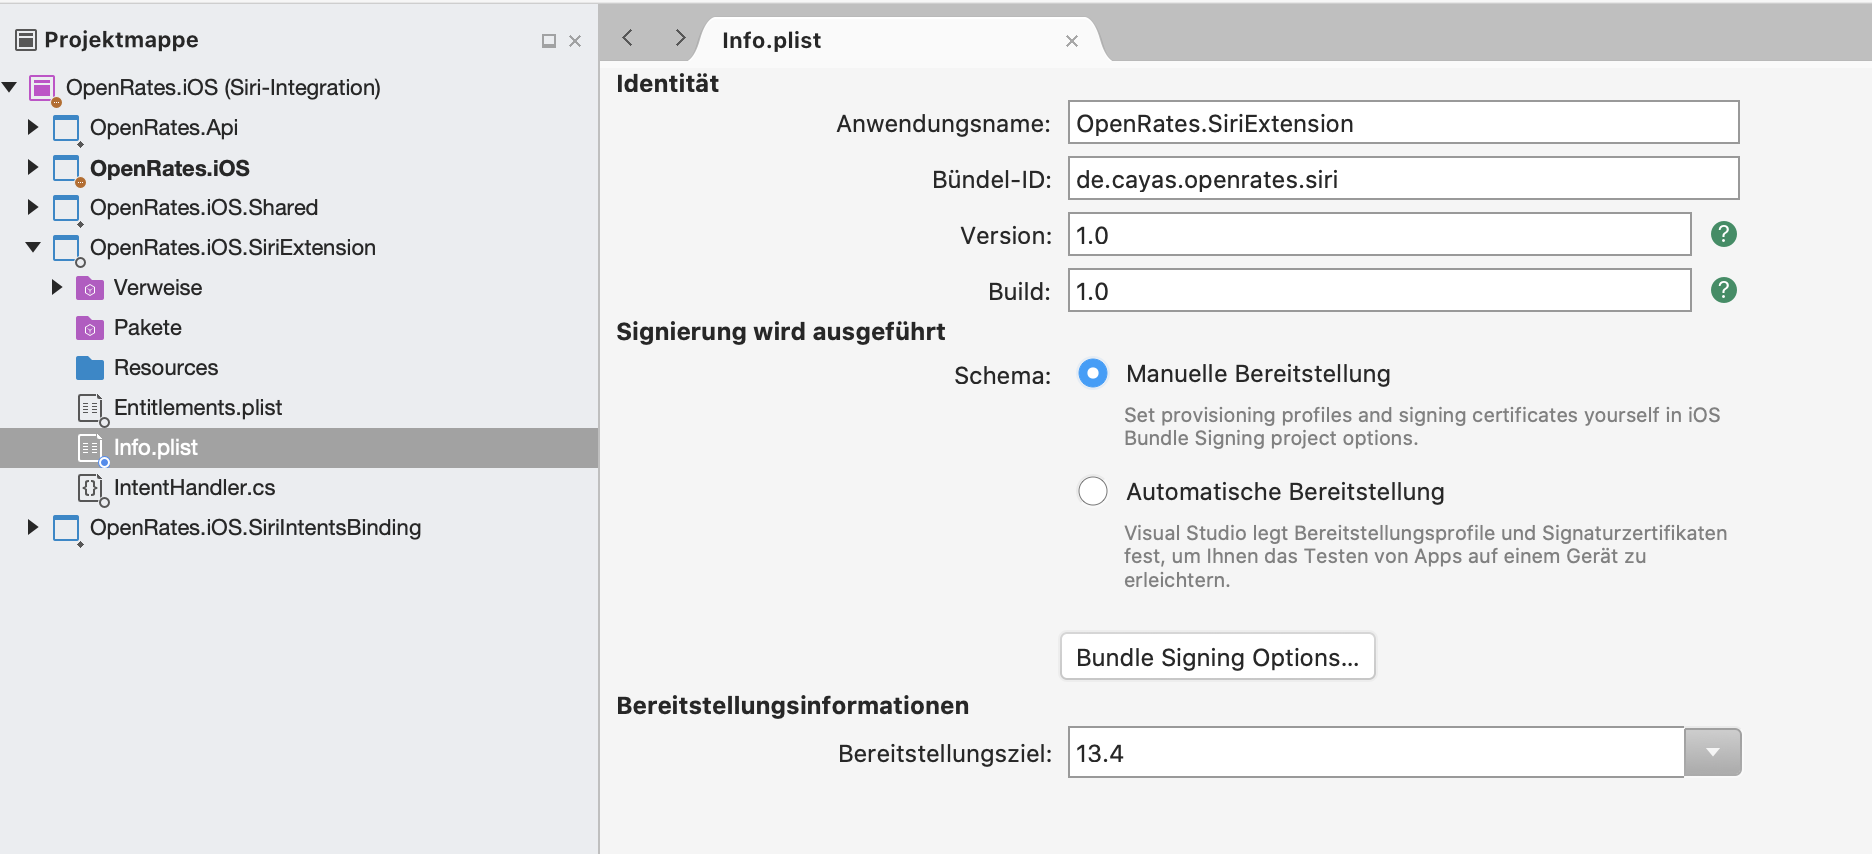 Projektmappe
OpenRates.iOS (Siri-Integration)
OpenRates.Api
OpenRates.iOS
OpenRates.iOS.Shared
OpenRates.iOS.SiriExtension
Verweise
Pakete
Resources
Entitlements.plist
Info.plist
IntentHandler.cs
OpenRates.iOS.SiriIntentsBinding
Info.plist
Identität
Anwendungsname: OpenRates.SiriExtension
Bündel-ID: de.cayas.openrates.siri
Version: 1.0 ?
Build: 1.0 ?
Signierung wird ausgeführt
Schema: Manuelle Bereitstellung
Set provisioning profiles and signing certificates yourself in iOS
Bundle Signing project options.
Automatische Bereitstellung
Visual Studio legt Bereitstellungsprofile und Signaturzertifikaten
fest, um Ihnen das Testen von Apps auf einem Gerät zu
erleichtern.
Bundle Signing Options...
Bereitstellungsinformationen
Bereitstellungsziel: 13.4